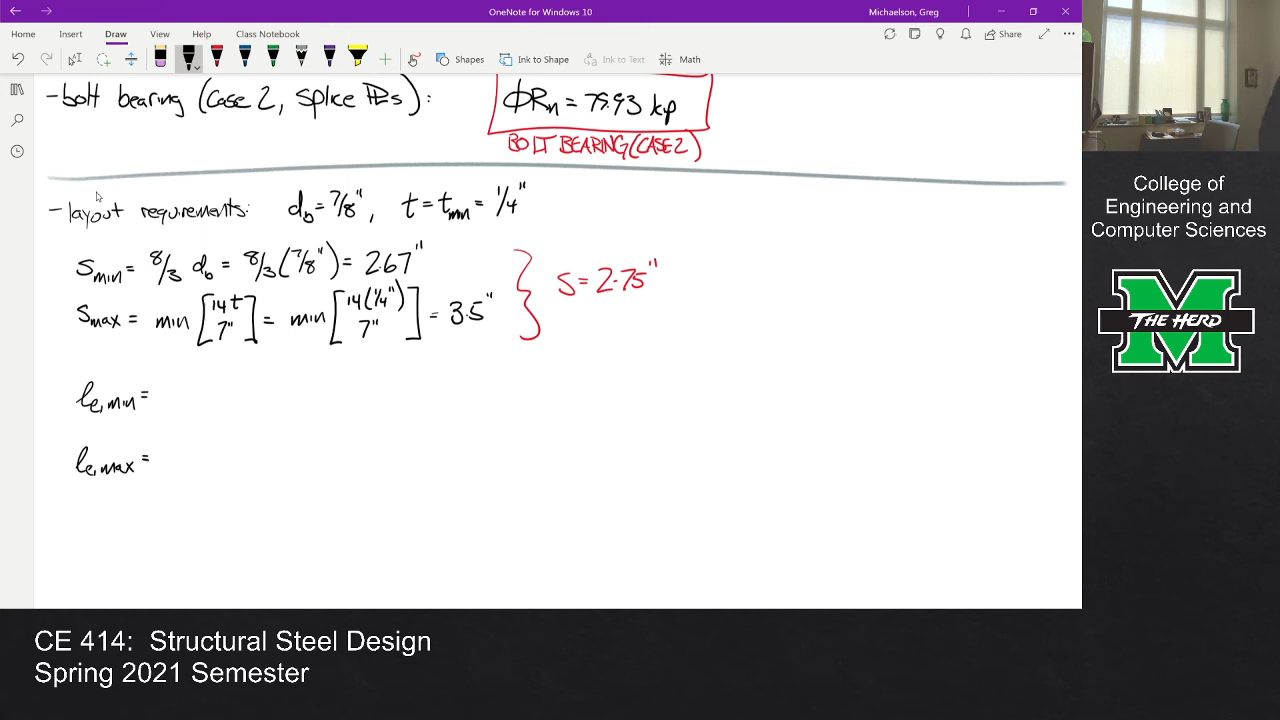 OneNote for Windows 10
Michaelson, Greg
Home Insert Draw View Help Class Notebook
Share
Shapes Ink to Shape Ink to Text Math
-bolt bearing (Case 2, splice PLs):
ΦRn = 79.93 kip
BOLT BEARING (CASE 2)
-layout requirements: db = 7/8", t = tmin = 1/4"
smin = 8/3 db = 8/3 (7/8") = 2.67"
smax = min [14t 7"] = min [14(1/4") 7"] = 3.5"
s = 2.75"
le,min =
le,max =
College of
Engineering and
Computer Sciences
THE HERD
CE 414: Structural Steel Design
Spring 2021 Semester